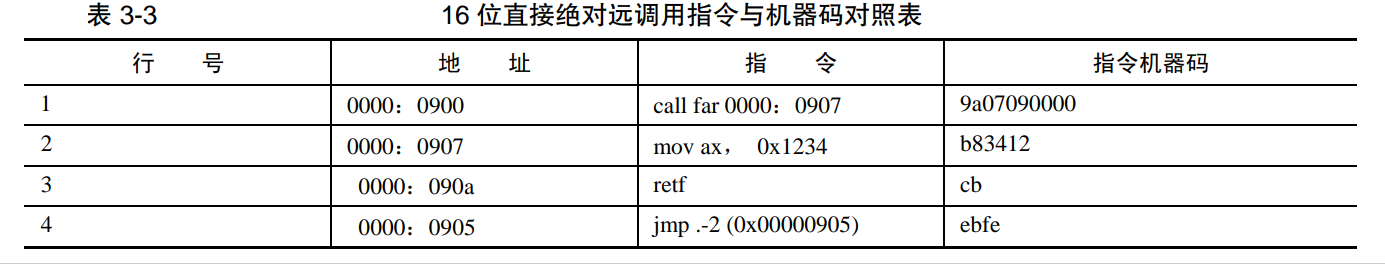 表 3-3 16 位直接绝对远调用指令与机器码对照表
行 号 地 址 指 令 指令机器码
1 0000：0900 call far 0000：0907 9a07090000
2 0000：0907 mov ax， 0x1234 b83412
3 0000：090a retf cb
4 0000：0905 jmp .-2 (0x00000905) ebfe